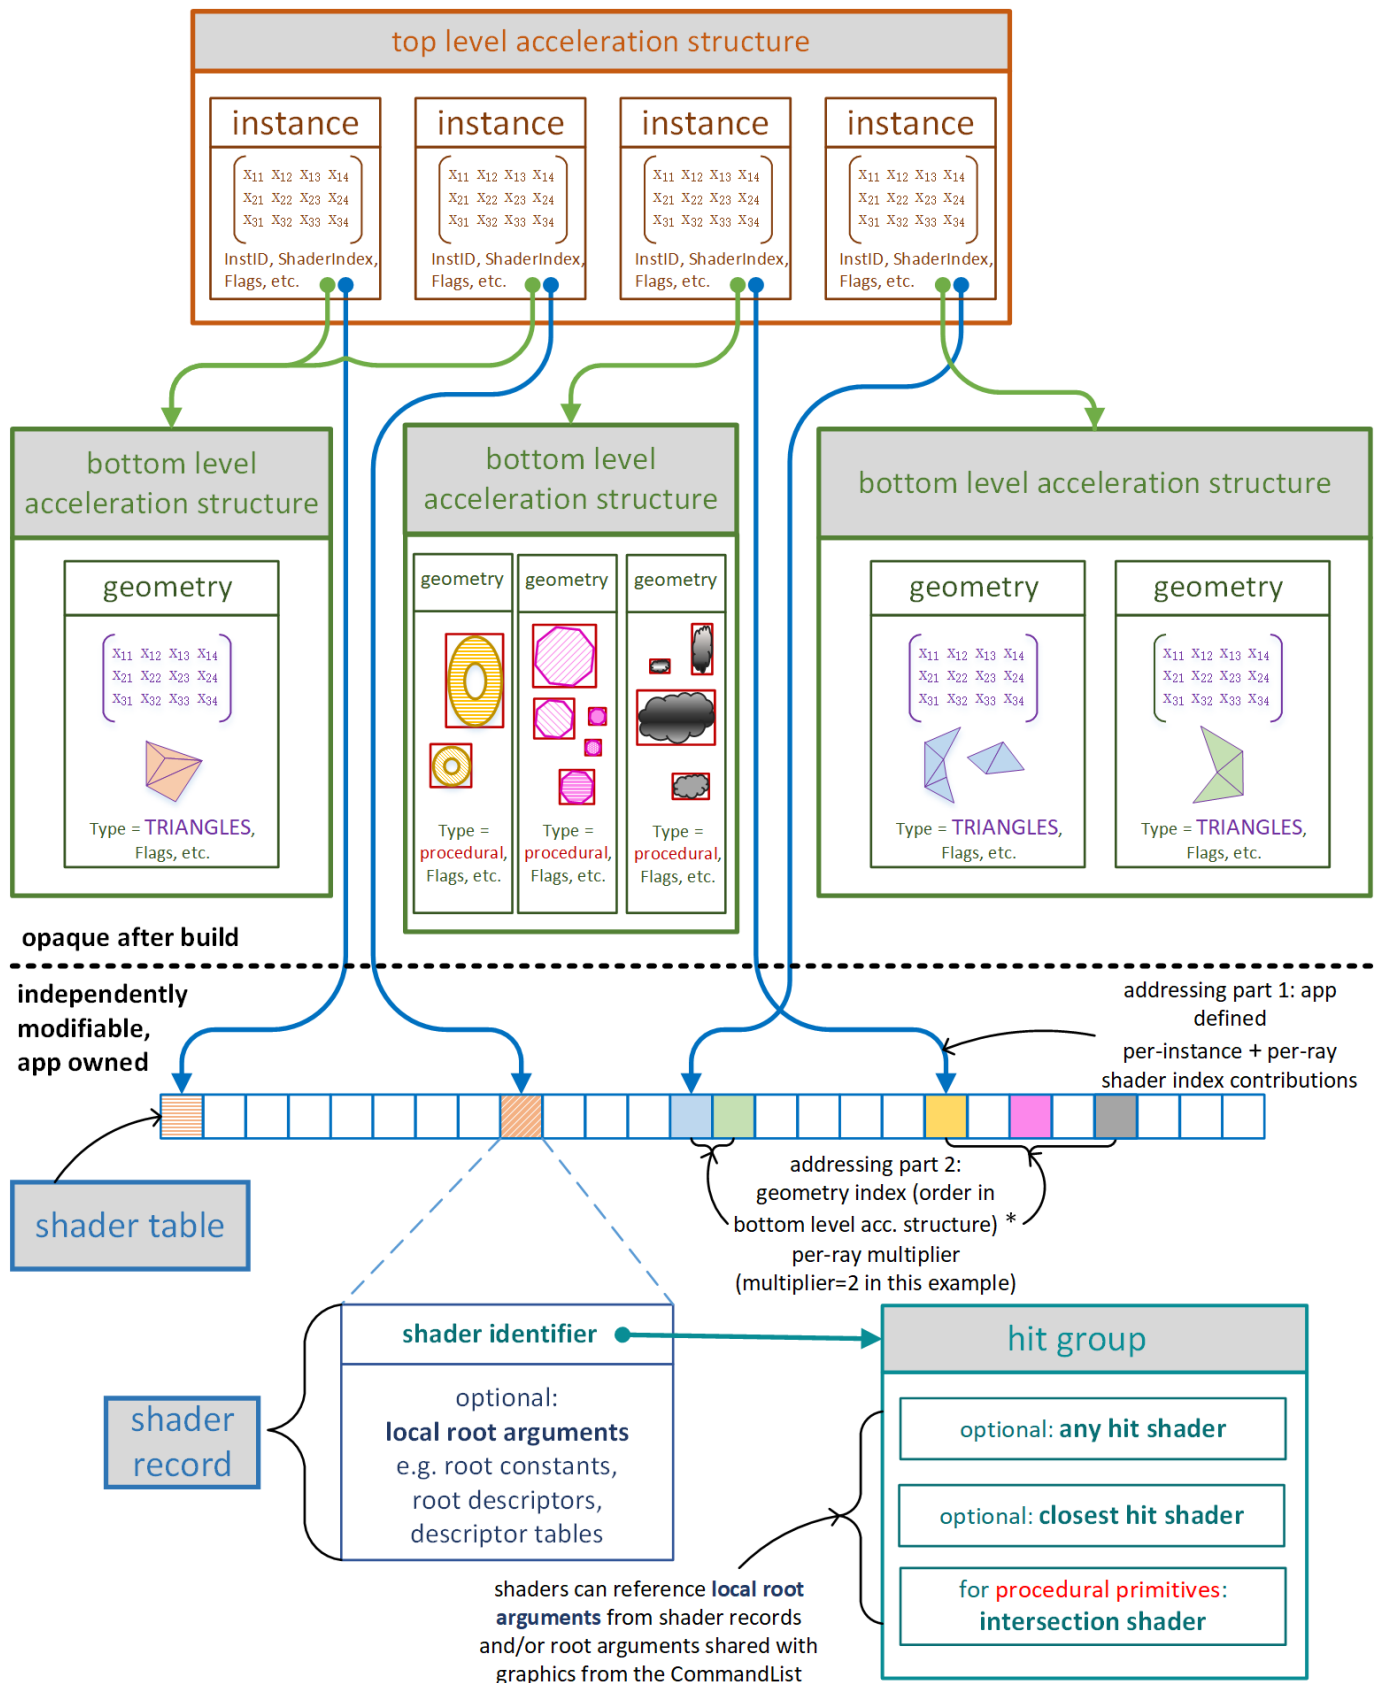 top level acceleration structure
instance
x11 x12 x13 x14
x21 x22 x23 x24
x31 x32 x33 x34
InstID, ShaderIndex,
Flags, etc.
instance
x11 x12 x13 x14
x21 x22 x23 x24
x31 x32 x33 x34
InstID, ShaderIndex,
Flags, etc.
instance
x11 x12 x13 x14
x21 x22 x23 x24
x31 x32 x33 x34
InstID, ShaderIndex,
Flags, etc.
instance
x11 x12 x13 x14
x21 x22 x23 x24
x31 x32 x33 x34
InstID, ShaderIndex,
Flags, etc.
bottom level
acceleration structure
geometry
x11 x12 x13 x14
x21 x22 x23 x24
x31 x32 x33 x34
Type = TRIANGLES,
Flags, etc.
bottom level
acceleration structure
geometry
Type =
procedural,
Flags, etc.
geometry
Type =
procedural,
Flags, etc.
geometry
Type =
procedural,
Flags, etc.
bottom level acceleration structure
geometry
x11 x12 x13 x14
x21 x22 x23 x24
x31 x32 x33 x34
Type = TRIANGLES,
Flags, etc.
geometry
x11 x12 x13 x14
x21 x22 x23 x24
x31 x32 x33 x34
Type = TRIANGLES,
Flags, etc.
opaque after build
independently
modifiable,
app owned
addressing part 1: app
defined
per-instance + per-ray
shader index contributions
addressing part 2:
geometry index (order in
bottom level acc. structure) *
per-ray multiplier
(multiplier=2 in this example)
shader table
shader identifier
optional:
local root arguments
e.g. root constants,
root descriptors,
descriptor tables
shader
record
hit group
optional: any hit shader
optional: closest hit shader
for procedural primitives:
intersection shader
shaders can reference local root
arguments from shader records
and/or root arguments shared with
graphics from the CommandList